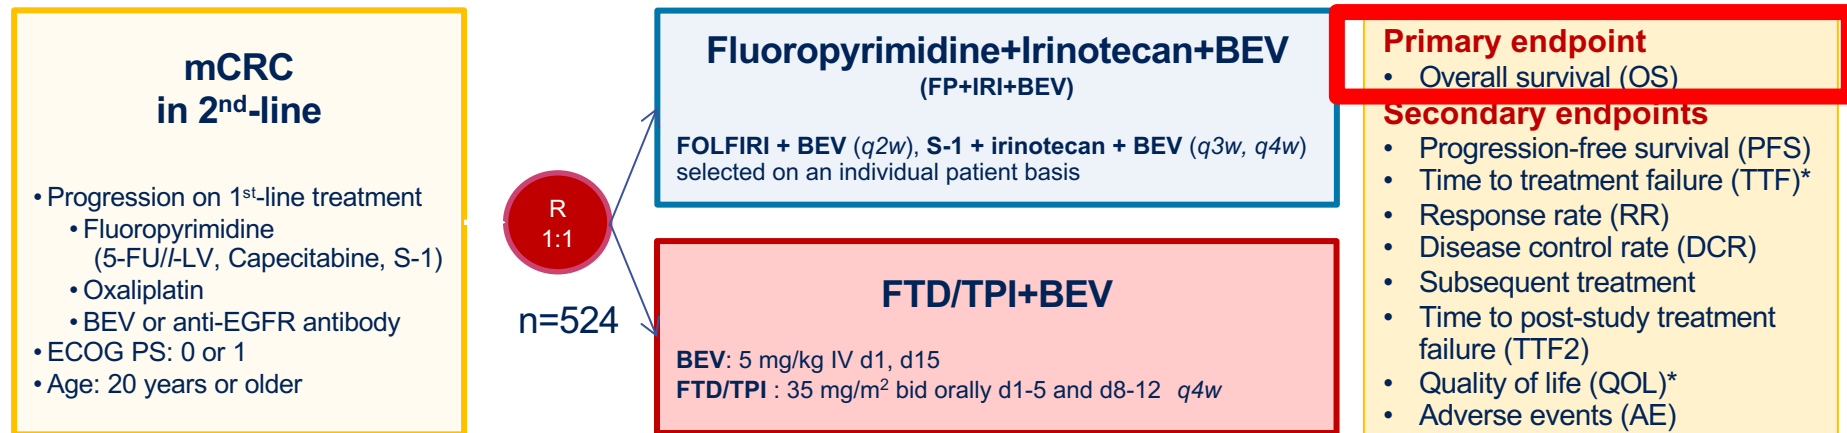 mCRC
in 2nd-line
• Progression on 1st-line treatment
• Fluoropyrimidine
(5-FU/l-LV, Capecitabine, S-1)
• Oxaliplatin
• BEV or anti-EGFR antibody
• ECOG PS: 0 or 1
• Age: 20 years or older
R
1:1
n=524
Fluoropyrimidine+Irinotecan+BEV
(FP+IRI+BEV)
FOLFIRI + BEV (q2w), S-1 + irinotecan + BEV (q3w, q4w)
selected on an individual patient basis
FTD/TPI+BEV
BEV: 5 mg/kg IV d1, d15
FTD/TPI : 35 mg/m2 bid orally d1-5 and d8-12 q4w
Primary endpoint
• Overall survival (OS)
Secondary endpoints
• Progression-free survival (PFS)
• Time to treatment failure (TTF)*
• Response rate (RR)
• Disease control rate (DCR)
• Subsequent treatment
• Time to post-study treatment
failure (TTF2)
• Quality of life (QOL)*
• Adverse events (AE)